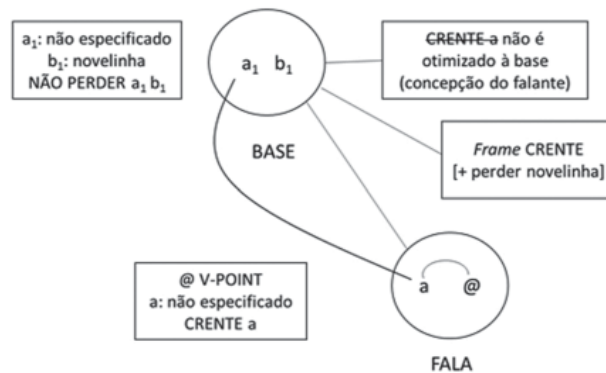 a₁: não especificado
b₁: novelinha
NÃO PERDER a₁ b₁
a₁ b₁
CRENTE a não é
otimizado à base
(concepção do falante)
BASE
Frame CRENTE
[+ perder novelinha]
@ V-POINT
a: não especificado
CRENTE a
a @
FALA